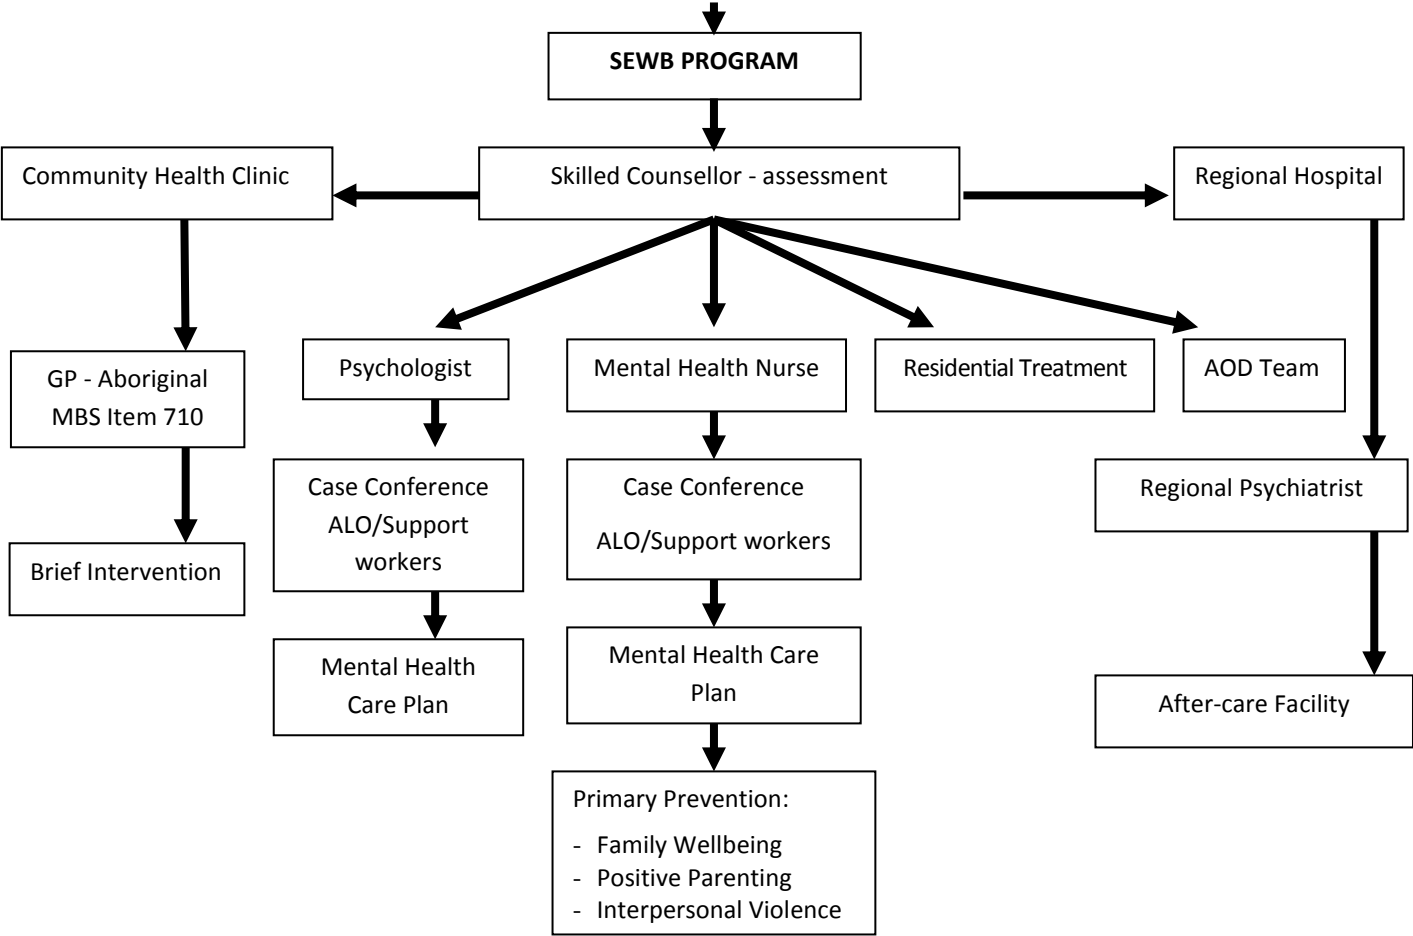 SEWB PROGRAM
Community Health Clinic
Skilled Counsellor - assessment
Regional Hospital
GP - Aboriginal
MBS Item 710
Psychologist
Mental Health Nurse
Residential Treatment
AOD Team
Case Conference
ALO/Support
workers
Case Conference
ALO/Support workers
Regional Psychiatrist
Brief Intervention
Mental Health
Care Plan
Mental Health Care
Plan
After-care Facility
Primary Prevention:
- Family Wellbeing
- Positive Parenting
- Interpersonal Violence